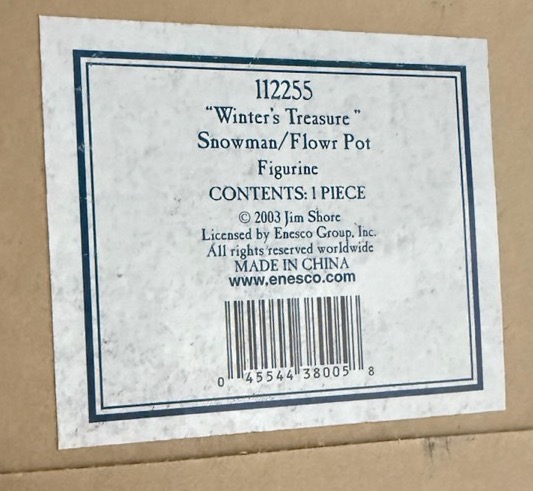 112255
"Winter's Treasure"
Snowman/Flowr Pot
Figurine
CONTENTS: 1 PIECE
© 2003 Jim Shore
Licensed by Enesco Group, Inc.
All rights reserved worldwide
MADE IN CHINA
www.enesco.com
0 45544 38005 8